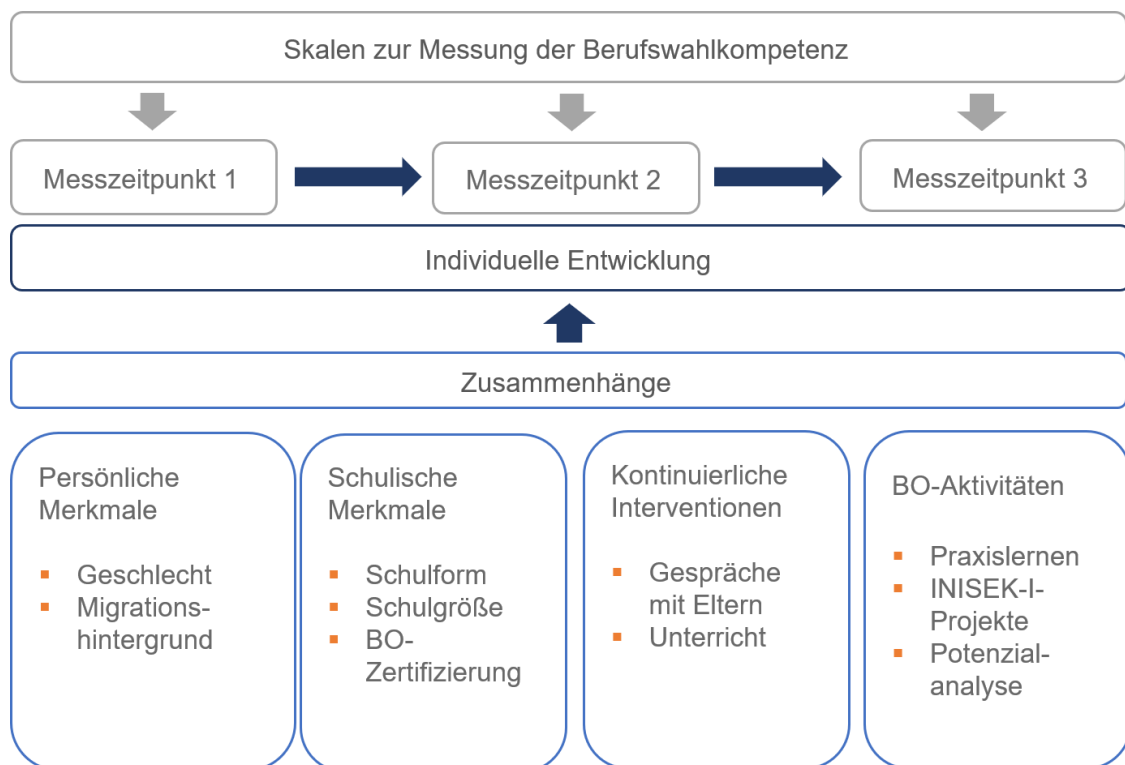 Skalen zur Messung der Berufswahlkompetenz
Messzeitpunkt 1
Messzeitpunkt 2
Messzeitpunkt 3
Individuelle Entwicklung
Zusammenhänge
Persönliche
Merkmale
▪ Geschlecht
▪ Migrations-
hintergrund
Schulische
Merkmale
▪ Schulform
▪ Schulgröße
▪ BO-
Zertifizierung
Kontinuierliche
Interventionen
▪ Gespräche
mit Eltern
▪ Unterricht
BO-Aktivitäten
▪ Praxislernen
▪ INISEK-I-
Projekte
▪ Potenzial-
analyse